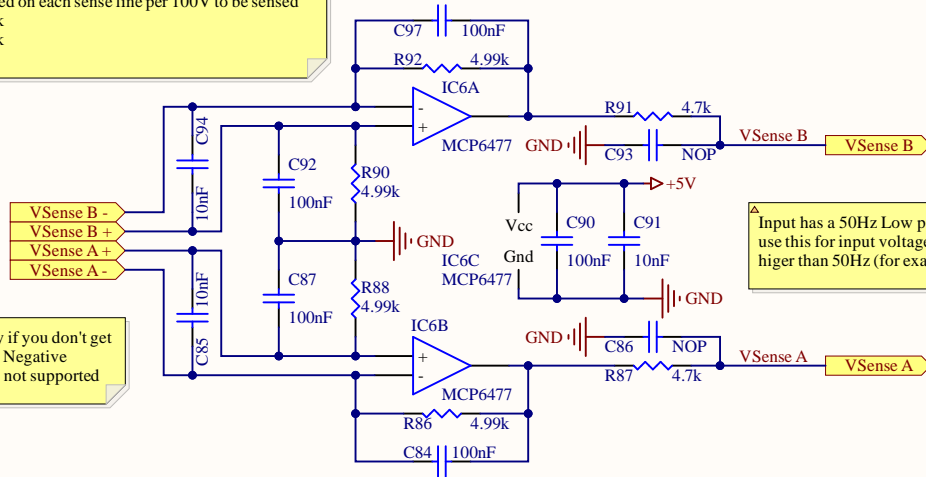 ed on each sense line per 100V to be sensed
k
k
C97
100nF
R92
4.99k
IC6A
-
+
MCP6477
R91
4.7k
GND
C93
NOP
VSense B
VSense B
C94
10nF
C92
100nF
R90
4.99k
+5V
VSense B -
VSense B +
VSense A +
VSense A -
GND
Vcc
Gnd
C90
100nF
C91
10nF
IC6C
MCP6477
GND
Input has a 50Hz Low p
use this for input voltage
higer than 50Hz (for exa
10nF
C85
C87
100nF
R88
4.99k
y if you don't get
Negative
not supported
IC6B
+
-
MCP6477
GND
C86
NOP
R87
4.7k
VSense A
VSense A
R86
4.99k
C84
100nF